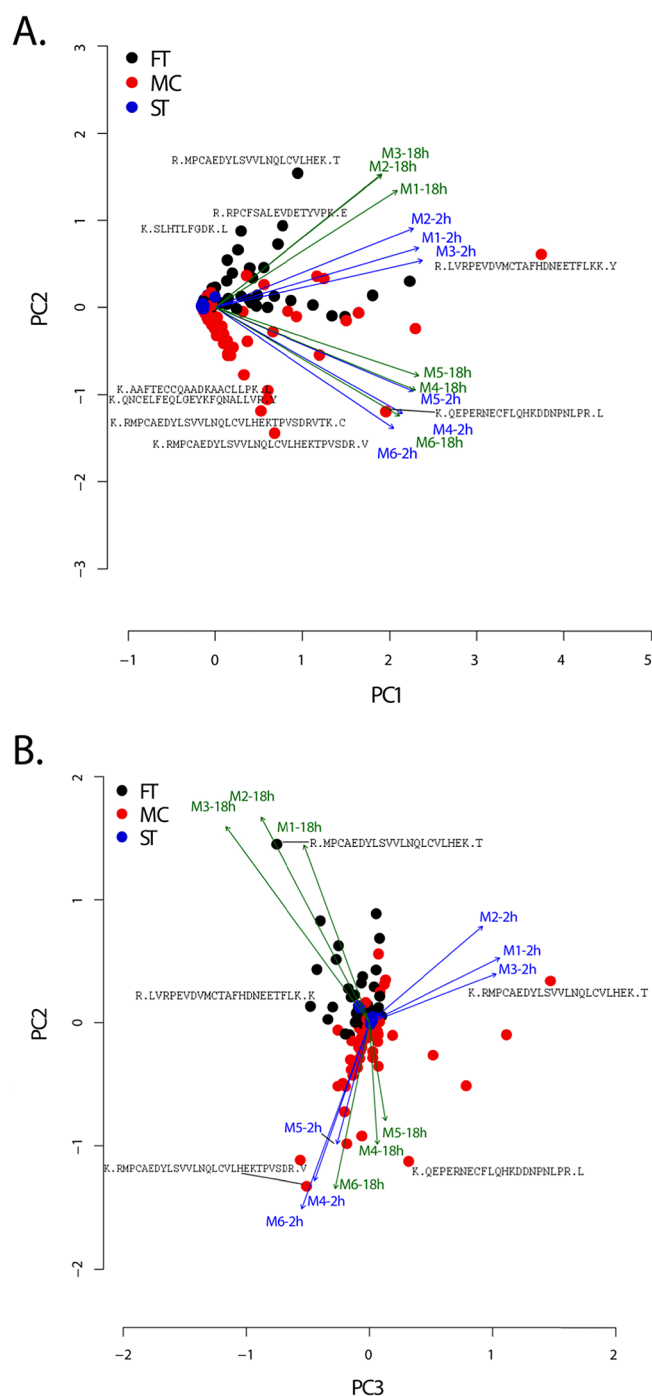 A.
3
FT
MC
ST
2
R.MPCAEDYLSVVLNQLCVLHEK.T
M3-18h
M2-18h
M1-18h
R.RPCFSALEVDETYVPK.E
K.SLHTLFGDK.L
M2-2h
M1-2h
M3-2h
R.LVRPEVDVMCTAFHDNEETFLKK.Y
1
PC2
0
M5-18h
M4-18h
M5-2h
K.AAFTECCQAADKAACLLPK.L
K.QNCELFEQLGEYKFQNALLVR.Y
K.QEPERNECFLQHKDDNPNLPR.L
K.RMPCAEDYLSVVLNQLCVLHEKTPVSDRVTK.C
M4-2h
M6-18h
K.RMPCAEDYLSVVLNQLCVLHEKTPVSDR.V
M6-2h
-1
-2
-3
-1 0 1 2 3 4 5
PC1
B.
2
FT
MC
ST
M2-18h
M3-18h
M1-18h
R.MPCAEDYLSVVLNQLCVLHEK.T
1
M2-2h
M1-2h
M3-2h
R.LVRPEVDVMCTAFHDNEETFLK.K
K.RMPCAEDYLSVVLNQLCVLHEK.T
PC2
0
M5-2h
M5-18h
M4-18h
-1
K.RMPCAEDYLSVVLNQLCVLHEKTPVSDR.V
K.QEPERNECFLQHKDDNPNLPR.L
M6-18h
M4-2h
M6-2h
-2
-2 -1 0 1 2
PC3